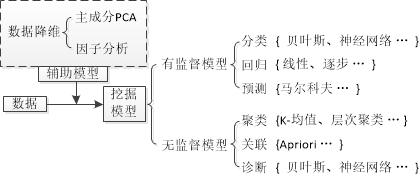 数据降维
主成分PCA
因子分析
辅助模型
数据
挖掘
模型
有监督模型
分类 { 贝叶斯、神经网络 … }
回归 { 线性、逐步 … }
预测 {马尔科夫 … }
无监督模型
聚类 {K-均值、层次聚类 … }
关联 {Apriori … }
诊断 { 贝叶斯、神经网络 … }